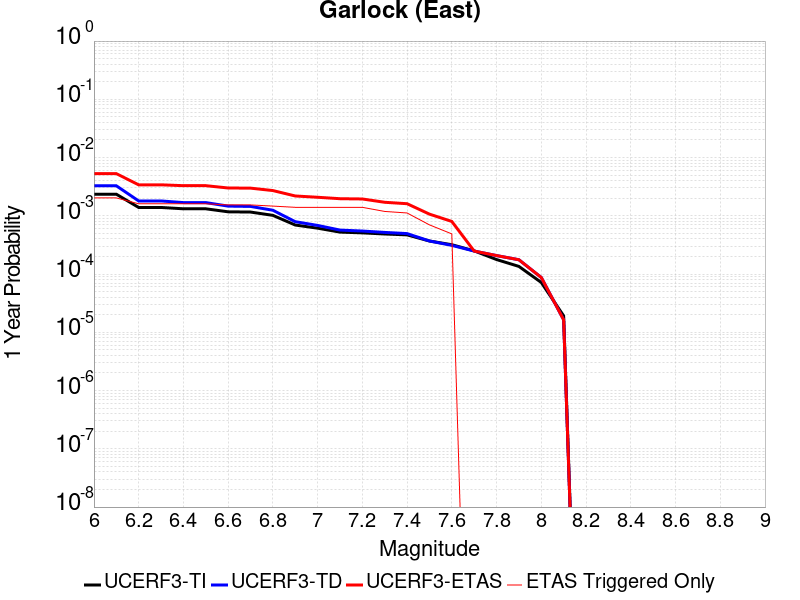 Garlock (East)
10^0
10^-1
10^-2
10^-3
10^-4
10^-5
10^-6
10^-7
10^-8
1 Year Probability
6 6.2 6.4 6.6 6.8 7 7.2 7.4 7.6 7.8 8 8.2 8.4 8.6 8.8 9
Magnitude
UCERF3-TI UCERF3-TD UCERF3-ETAS ETAS Triggered Only